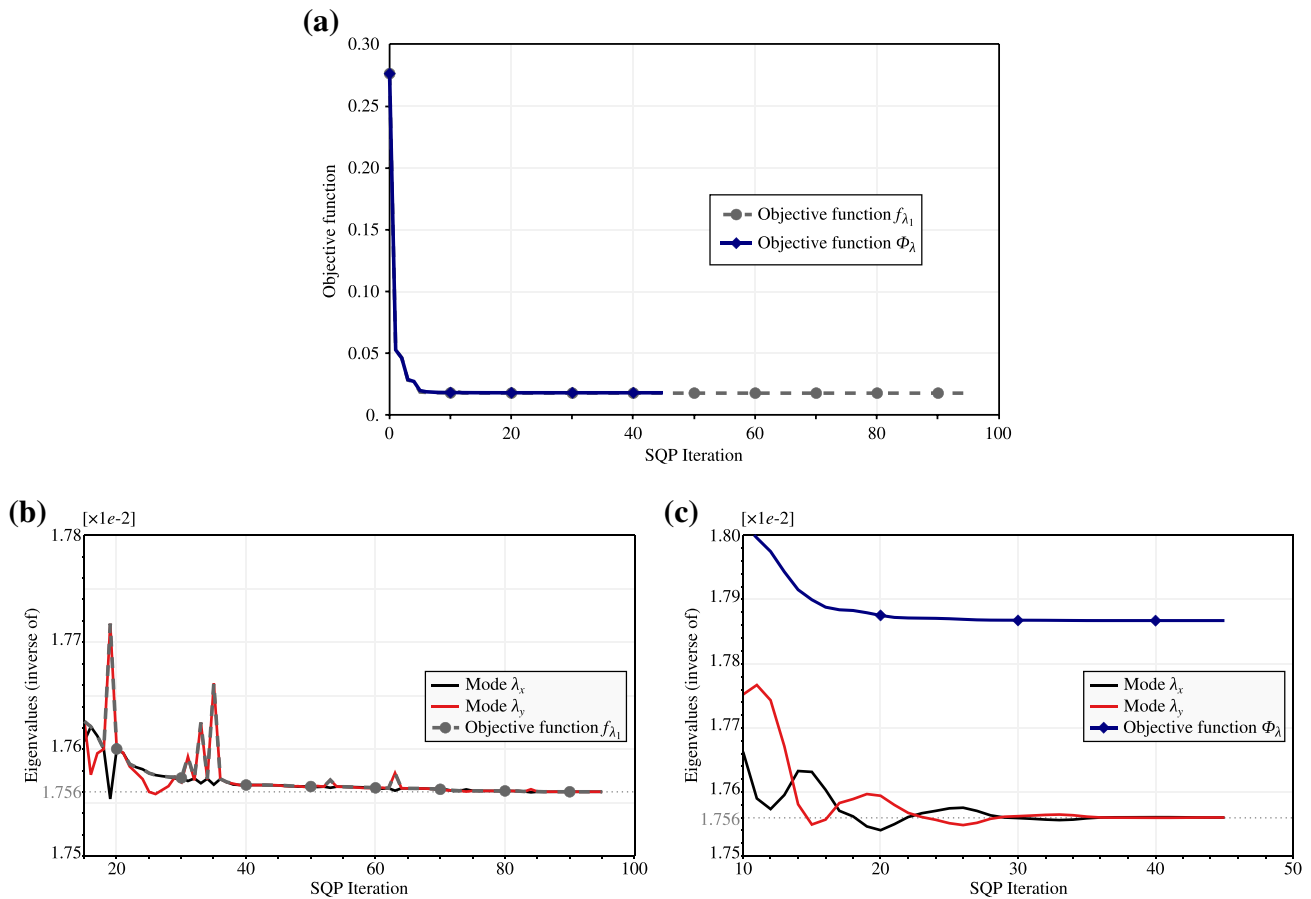 (a)
0.30
0.25
0.20
0.15
0.10
0.05
0.
Objective function
Objective function f_λ₁
Objective function Φ_λ
0 20 40 60 80 100
SQP Iteration
(b)
[×1e-2]
1.78
1.77
1.76
1.756
1.75
Eigenvalues (inverse of)
Mode λ_x
Mode λ_y
Objective function f_λ₁
20 40 60 80 100
SQP Iteration
(c)
[×1e-2]
1.80
1.79
1.78
1.77
1.76
1.756
1.75
Eigenvalues (inverse of)
Mode λ_x
Mode λ_y
Objective function Φ_λ
10 20 30 40 50
SQP Iteration